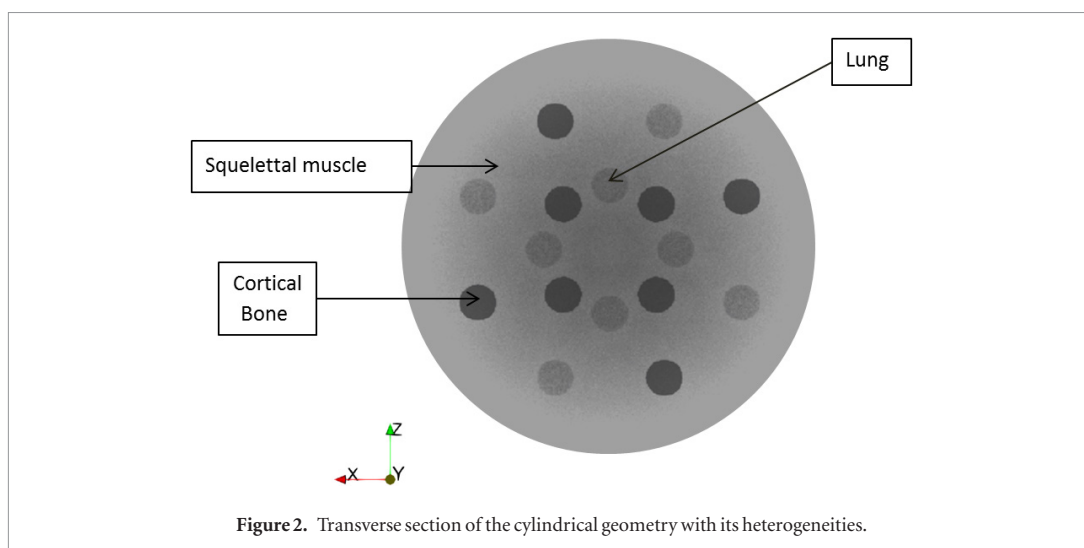 Lung
Squelettal muscle
Cortical
Bone
Z
X
Y
Figure 2. Transverse section of the cylindrical geometry with its heterogeneities.